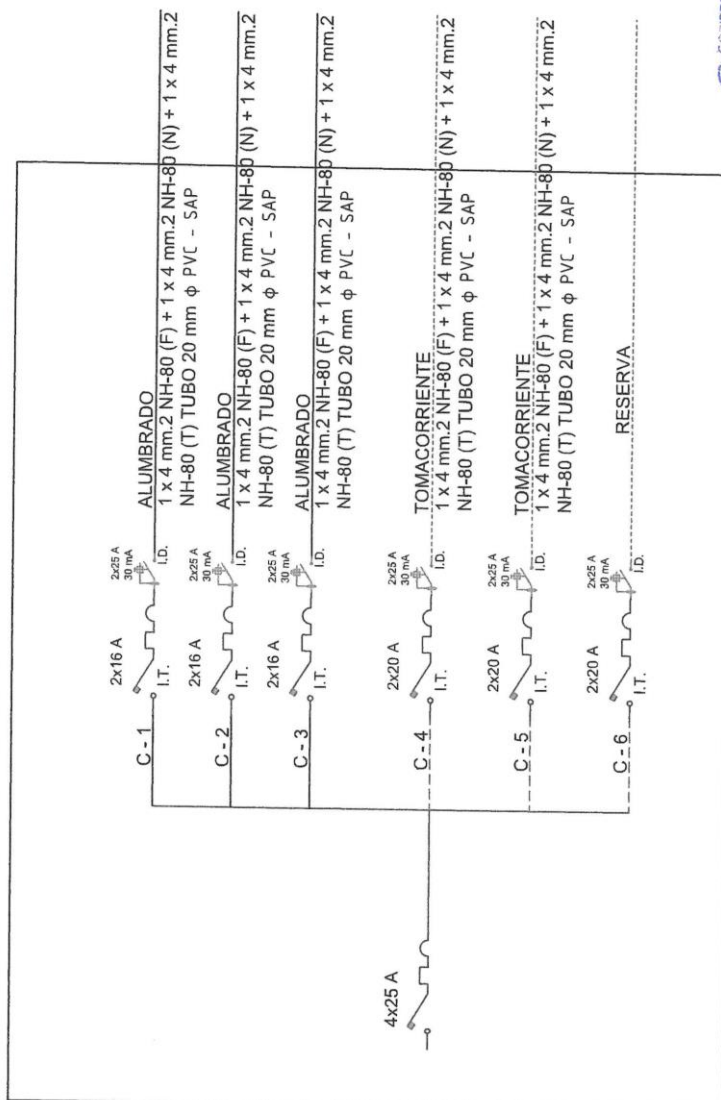 4x25 A
C - 1
2x16 A
I.T.
2x25 A
30 mA
I.D.
ALUMBRADO
1 x 4 mm.2 NH-80 (F) + 1 x 4 mm.2 NH-80 (N) + 1 x 4 mm.2
NH-80 (T) TUBO 20 mm ϕ PVC - SAP
C - 2
2x16 A
I.T.
2x25 A
30 mA
I.D.
ALUMBRADO
1 x 4 mm.2 NH-80 (F) + 1 x 4 mm.2 NH-80 (N) + 1 x 4 mm.2
NH-80 (T) TUBO 20 mm ϕ PVC - SAP
C - 3
2x16 A
I.T.
2x25 A
30 mA
I.D.
ALUMBRADO
1 x 4 mm.2 NH-80 (F) + 1 x 4 mm.2 NH-80 (N) + 1 x 4 mm.2
NH-80 (T) TUBO 20 mm ϕ PVC - SAP
C - 4
2x20 A
I.T.
2x25 A
30 mA
I.D.
TOMACORRIENTE
1 x 4 mm.2 NH-80 (F) + 1 x 4 mm.2 NH-80 (N) + 1 x 4 mm.2
NH-80 (T) TUBO 20 mm ϕ PVC - SAP
C - 5
2x20 A
I.T.
2x25 A
30 mA
I.D.
TOMACORRIENTE
1 x 4 mm.2 NH-80 (F) + 1 x 4 mm.2 NH-80 (N) + 1 x 4 mm.2
NH-80 (T) TUBO 20 mm ϕ PVC - SAP
C - 6
2x20 A
I.T.
2x25 A
30 mA
I.D.
RESERVA